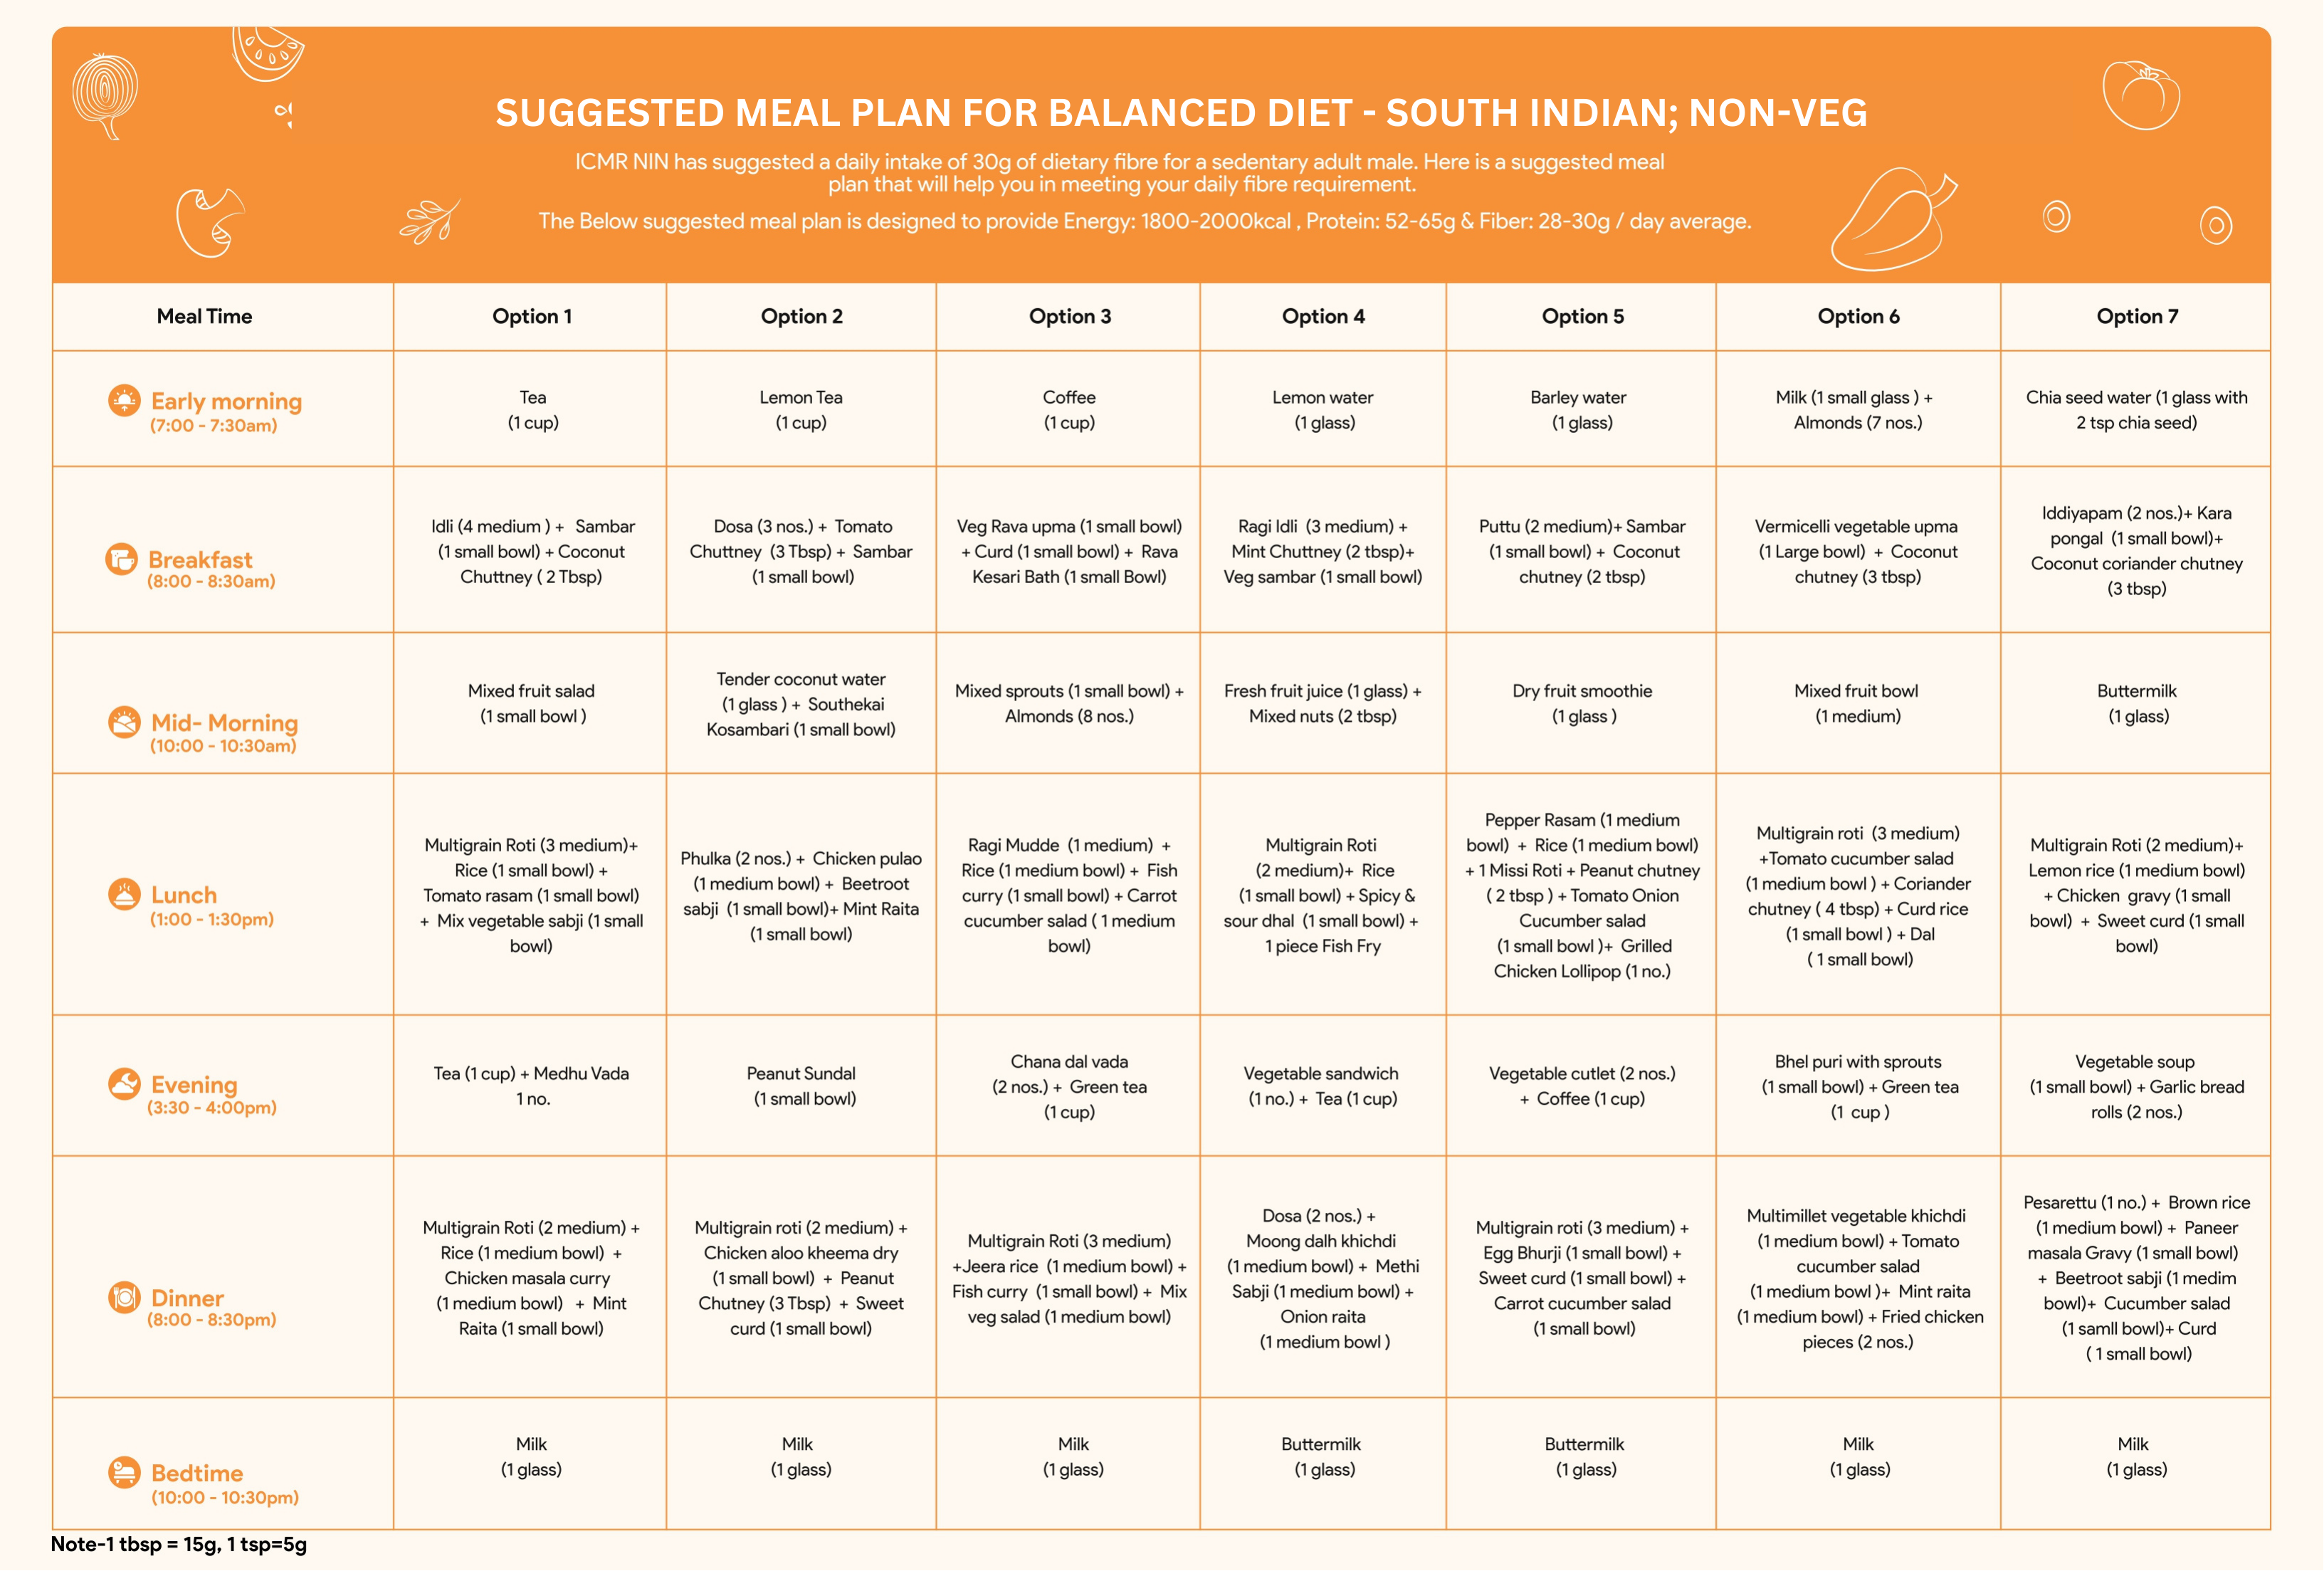 SUGGESTED MEAL PLAN FOR BALANCED DIET - SOUTH INDIAN; NON-VEG
ICMR NIN has suggested a daily intake of 30g of dietary fibre for a sedentary adult male. Here is a suggested meal
plan that will help you in meeting your daily fibre requirement.
The Below suggested meal plan is designed to provide Energy: 1800-2000kcal , Protein: 52-65g & Fiber: 28-30g / day average.
Meal Time
Option 1
Option 2
Option 3
Option 4
Option 5
Option 6
Option 7
Early morning
(7:00 - 7:30am)
Tea
(1 cup)
Lemon Tea
(1 cup)
Coffee
(1 cup)
Lemon water
(1 glass)
Barley water
(1 glass)
Milk (1 small glass ) +
Almonds (7 nos.)
Chia seed water (1 glass with
2 tsp chia seed)
Breakfast
(8:00 - 8:30am)
Idli (4 medium ) + Sambar
(1 small bowl) + Coconut
Chuttney ( 2 Tbsp)
Dosa (3 nos.) + Tomato
Chuttney (3 Tbsp) + Sambar
(1 small bowl)
Veg Rava upma (1 small bowl)
+ Curd (1 small bowl) + Rava
Kesari Bath (1 small Bowl)
Ragi Idli (3 medium) +
Mint Chuttney (2 tbsp)+
Veg sambar (1 small bowl)
Puttu (2 medium)+ Sambar
(1 small bowl) + Coconut
chutney (2 tbsp)
Vermicelli vegetable upma
(1 Large bowl) + Coconut
chutney (3 tbsp)
Iddiyapam (2 nos.)+ Kara
pongal (1 small bowl)+
Coconut coriander chutney
(3 tbsp)
Mid- Morning
(10:00 - 10:30am)
Mixed fruit salad
(1 small bowl )
Tender coconut water
(1 glass ) + Southekai
Kosambari (1 small bowl)
Mixed sprouts (1 small bowl) +
Almonds (8 nos.)
Fresh fruit juice (1 glass) +
Mixed nuts (2 tbsp)
Dry fruit smoothie
(1 glass )
Mixed fruit bowl
(1 medium)
Buttermilk
(1 glass)
Lunch
(1:00 - 1:30pm)
Multigrain Roti (3 medium)+
Rice (1 small bowl) +
Tomato rasam (1 small bowl)
+ Mix vegetable sabji (1 small
bowl)
Phulka (2 nos.) + Chicken pulao
(1 medium bowl) + Beetroot
sabji (1 small bowl)+ Mint Raita
(1 small bowl)
Ragi Mudde (1 medium) +
Rice (1 medium bowl) + Fish
curry (1 small bowl) + Carrot
cucumber salad ( 1 medium
bowl)
Multigrain Roti
(2 medium)+ Rice
(1 small bowl) + Spicy &
sour dhal (1 small bowl) +
1 piece Fish Fry
Pepper Rasam (1 medium
bowl) + Rice (1 medium bowl)
+ 1 Missi Roti + Peanut chutney
( 2 tbsp ) + Tomato Onion
Cucumber salad
(1 small bowl )+ Grilled
Chicken Lollipop (1 no.)
Multigrain roti (3 medium)
+Tomato cucumber salad
(1 medium bowl ) + Coriander
chutney ( 4 tbsp) + Curd rice
(1 small bowl ) + Dal
( 1 small bowl)
Multigrain Roti (2 medium)+
Lemon rice (1 medium bowl)
+ Chicken gravy (1 small
bowl) + Sweet curd (1 small
bowl)
Evening
(3:30 - 4:00pm)
Tea (1 cup) + Medhu Vada
1 no.
Peanut Sundal
(1 small bowl)
Chana dal vada
(2 nos.) + Green tea
(1 cup)
Vegetable sandwich
(1 no.) + Tea (1 cup)
Vegetable cutlet (2 nos.)
+ Coffee (1 cup)
Bhel puri with sprouts
(1 small bowl) + Green tea
(1 cup )
Vegetable soup
(1 small bowl) + Garlic bread
rolls (2 nos.)
Dinner
(8:00 - 8:30pm)
Multigrain Roti (2 medium) +
Rice (1 medium bowl) +
Chicken masala curry
(1 medium bowl) + Mint
Raita (1 small bowl)
Multigrain roti (2 medium) +
Chicken aloo kheema dry
(1 small bowl) + Peanut
Chutney (3 Tbsp) + Sweet
curd (1 small bowl)
Multigrain Roti (3 medium)
+Jeera rice (1 medium bowl) +
Fish curry (1 small bowl) + Mix
veg salad (1 medium bowl)
Dosa (2 nos.) +
Moong dalh khichdi
(1 medium bowl) + Methi
Sabji (1 medium bowl) +
Onion raita
(1 medium bowl )
Multigrain roti (3 medium) +
Egg Bhurji (1 small bowl) +
Sweet curd (1 small bowl) +
Carrot cucumber salad
(1 small bowl)
Multimillet vegetable khichdi
(1 medium bowl) + Tomato
cucumber salad
(1 medium bowl )+ Mint raita
(1 medium bowl) + Fried chicken
pieces (2 nos.)
Pesarettu (1 no.) + Brown rice
(1 medium bowl) + Paneer
masala Gravy (1 small bowl)
+ Beetroot sabji (1 medim
bowl)+ Cucumber salad
(1 samll bowl)+ Curd
( 1 small bowl)
Bedtime
(10:00 - 10:30pm)
Milk
(1 glass)
Milk
(1 glass)
Milk
(1 glass)
Buttermilk
(1 glass)
Buttermilk
(1 glass)
Milk
(1 glass)
Milk
(1 glass)
Note-1 tbsp = 15g, 1 tsp=5g